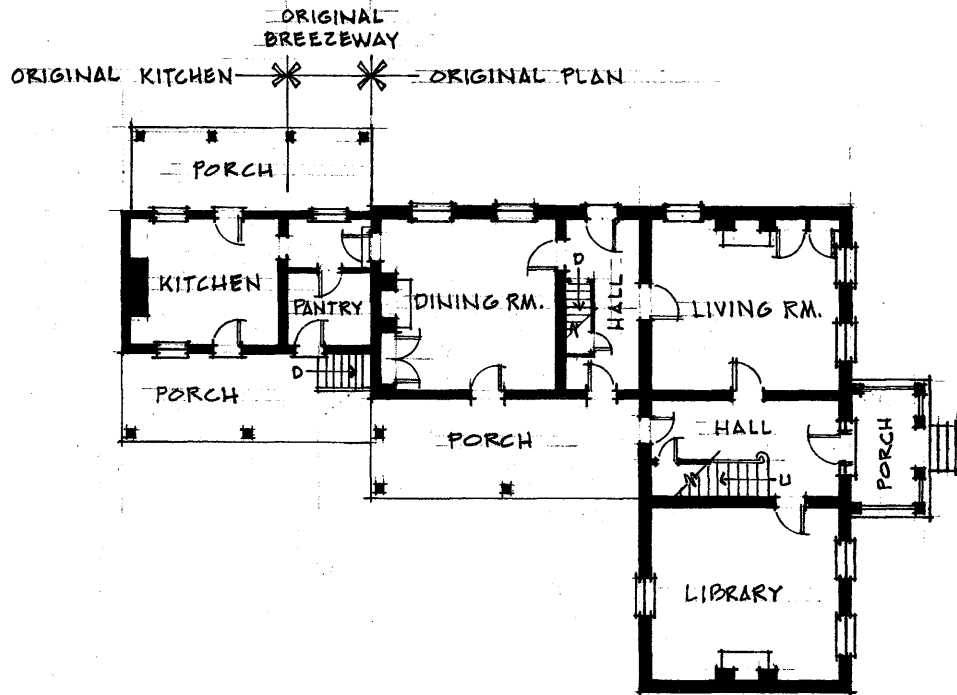 ORIGINAL
BREEZEWAY
ORIGINAL KITCHEN
ORIGINAL PLAN
PORCH
KITCHEN
PANTRY
DINING RM.
D
HALL
LIVING RM.
D
PORCH
PORCH
HALL
U
PORCH
LIBRARY